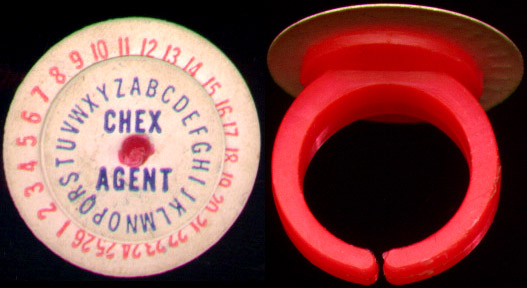 1 2 3 4 5 6 7 8 9 10 11 12 13 14 15 16 17 18 19 20 21 22 23 24 25 26
A B C D E F G H I J K L M N O P Q R S T U V W X Y Z
CHEX
AGENT